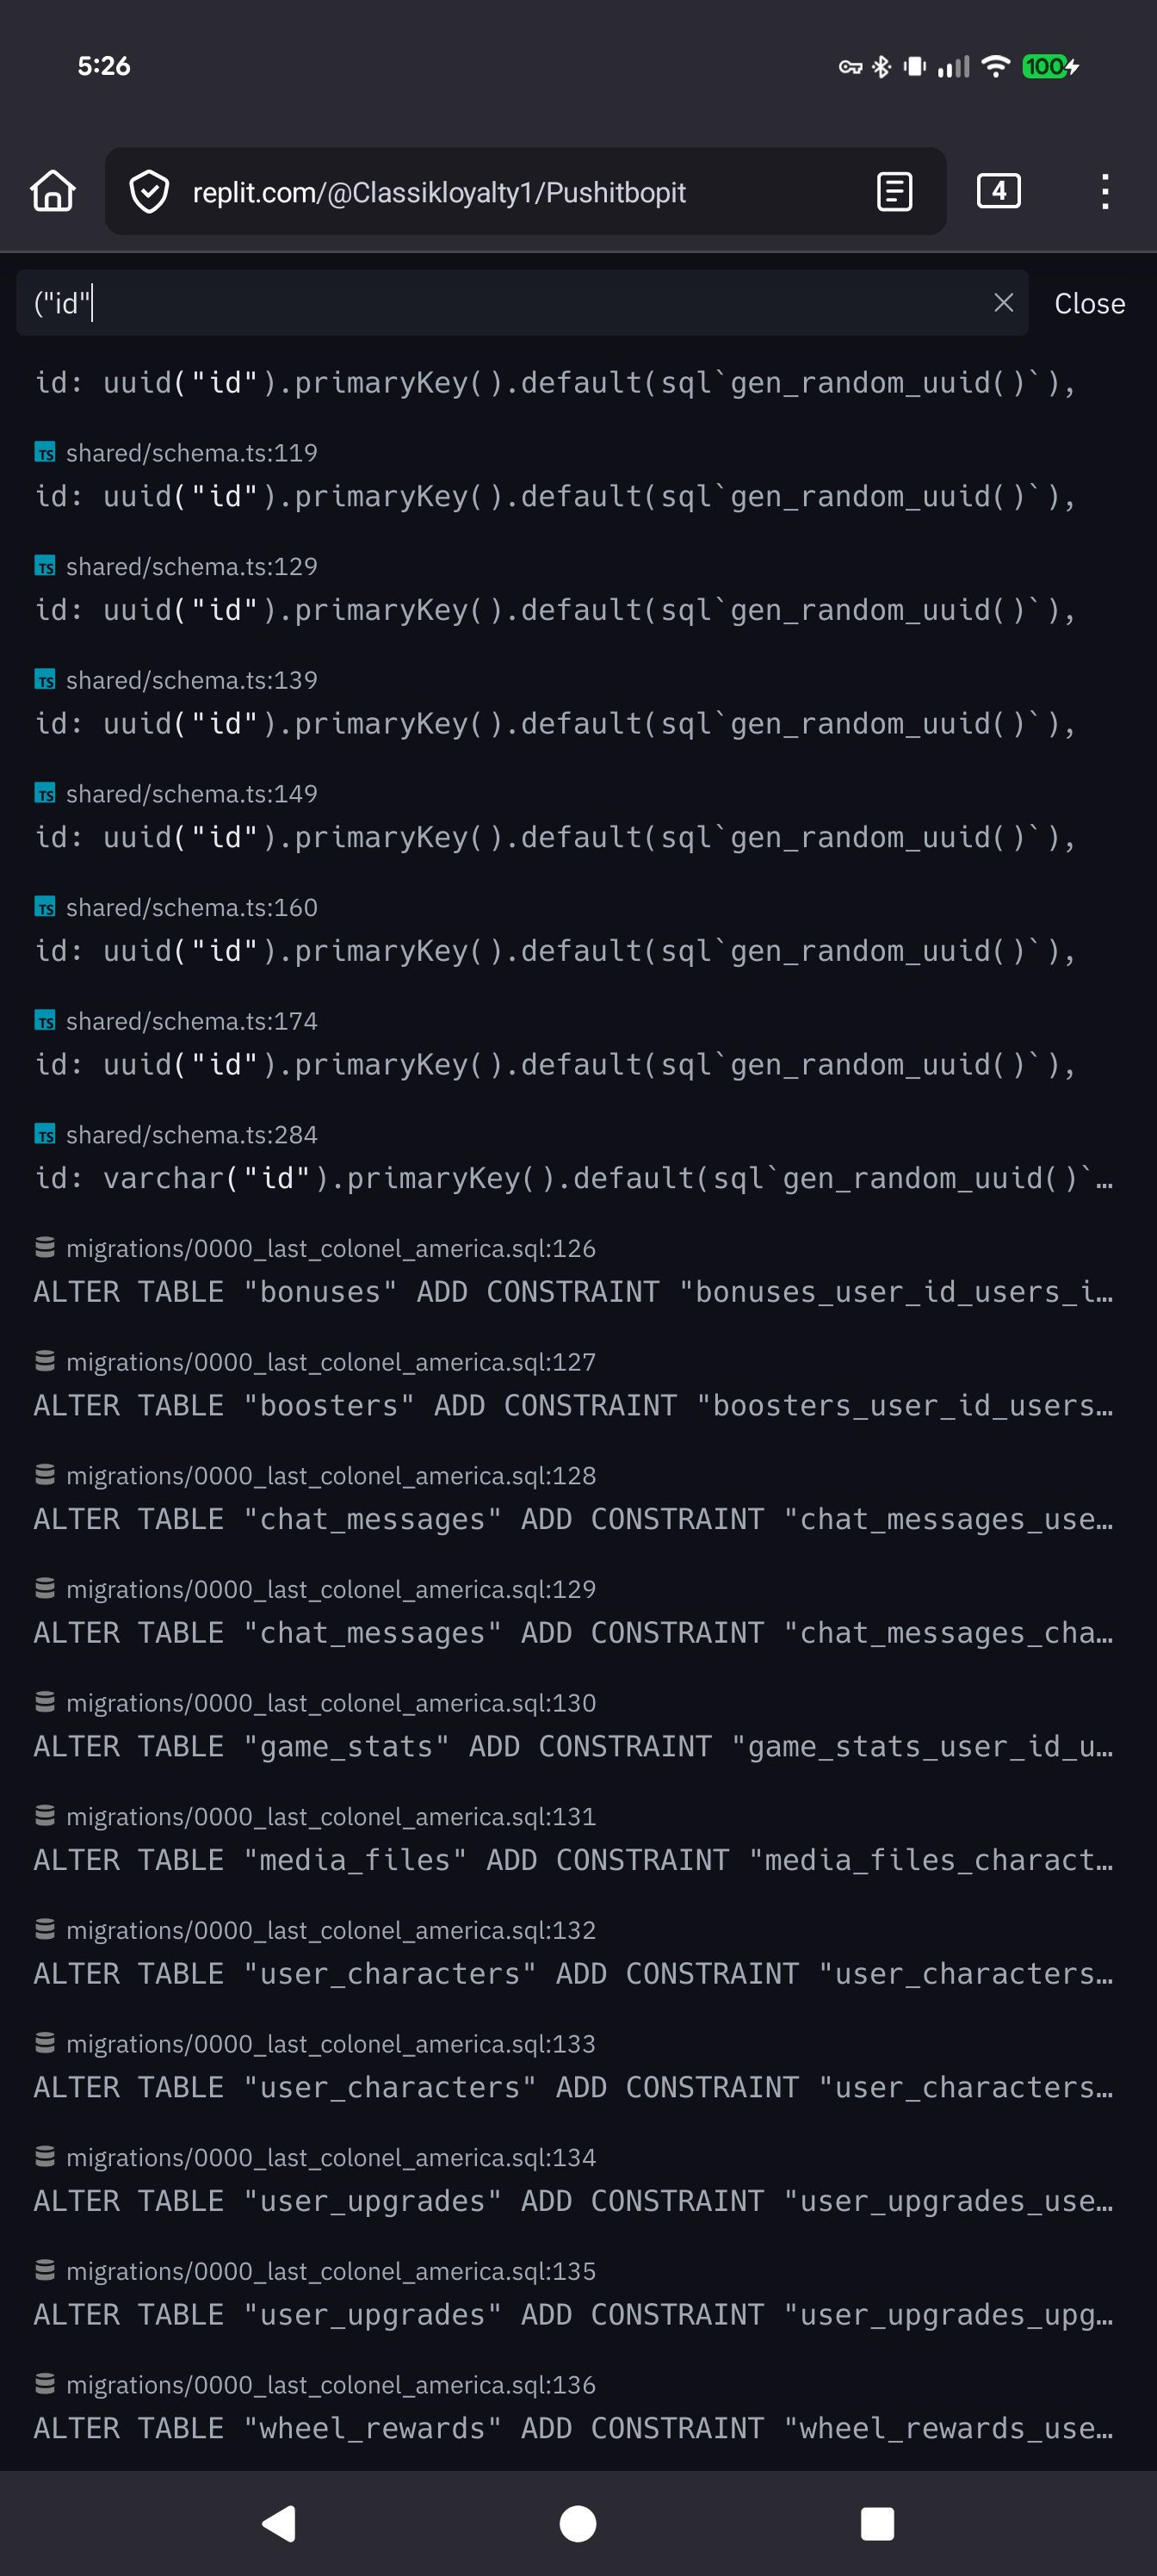 5:26
100
replit.com/@Classikloyalty1/Pushitbopit
4
("id"
Close
id: uuid("id").primaryKey().default(sql`gen_random_uuid()`),
TS shared/schema.ts:119
id: uuid("id").primaryKey().default(sql`gen_random_uuid()`),
TS shared/schema.ts:129
id: uuid("id").primaryKey().default(sql`gen_random_uuid()`),
TS shared/schema.ts:139
id: uuid("id").primaryKey().default(sql`gen_random_uuid()`),
TS shared/schema.ts:149
id: uuid("id").primaryKey().default(sql`gen_random_uuid()`),
TS shared/schema.ts:160
id: uuid("id").primaryKey().default(sql`gen_random_uuid()`),
TS shared/schema.ts:174
id: uuid("id").primaryKey().default(sql`gen_random_uuid()`),
TS shared/schema.ts:284
id: varchar("id").primaryKey().default(sql`gen_random_uuid()`…
migrations/0000_last_colonel_america.sql:126
ALTER TABLE "bonuses" ADD CONSTRAINT "bonuses_user_id_users_i…
migrations/0000_last_colonel_america.sql:127
ALTER TABLE "boosters" ADD CONSTRAINT "boosters_user_id_users…
migrations/0000_last_colonel_america.sql:128
ALTER TABLE "chat_messages" ADD CONSTRAINT "chat_messages_use…
migrations/0000_last_colonel_america.sql:129
ALTER TABLE "chat_messages" ADD CONSTRAINT "chat_messages_cha…
migrations/0000_last_colonel_america.sql:130
ALTER TABLE "game_stats" ADD CONSTRAINT "game_stats_user_id_u…
migrations/0000_last_colonel_america.sql:131
ALTER TABLE "media_files" ADD CONSTRAINT "media_files_charact…
migrations/0000_last_colonel_america.sql:132
ALTER TABLE "user_characters" ADD CONSTRAINT "user_characters…
migrations/0000_last_colonel_america.sql:133
ALTER TABLE "user_characters" ADD CONSTRAINT "user_characters…
migrations/0000_last_colonel_america.sql:134
ALTER TABLE "user_upgrades" ADD CONSTRAINT "user_upgrades_use…
migrations/0000_last_colonel_america.sql:135
ALTER TABLE "user_upgrades" ADD CONSTRAINT "user_upgrades_upg…
migrations/0000_last_colonel_america.sql:136
ALTER TABLE "wheel_rewards" ADD CONSTRAINT "wheel_rewards_use…